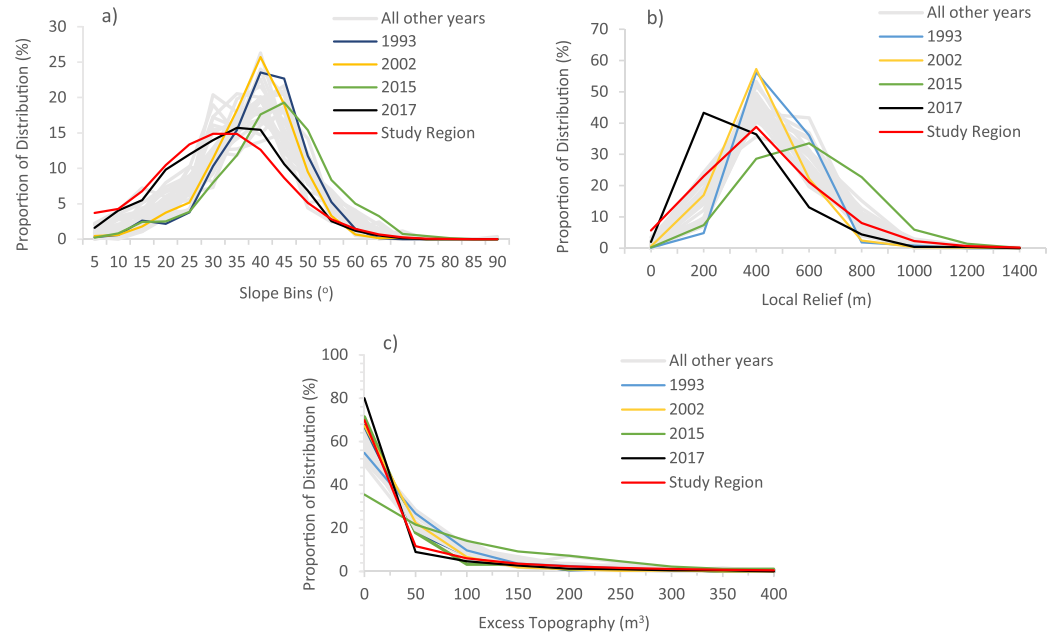 a)
All other years
1993
2002
2015
2017
Study Region
Proportion of Distribution (%)
30
25
20
15
10
5
0
5 10 15 20 25 30 35 40 45 50 55 60 65 70 75 80 85 90
Slope Bins (o)
b)
All other years
1993
2002
2015
2017
Study Region
Proportion of Distribution (%)
70
60
50
40
30
20
10
0
0 200 400 600 800 1000 1200 1400
Local Relief (m)
c)
All other years
1993
2002
2015
2017
Study Region
Proportion of Distribution (%)
100
80
60
40
20
0
0 50 100 150 200 250 300 350 400
Excess Topography (m³)